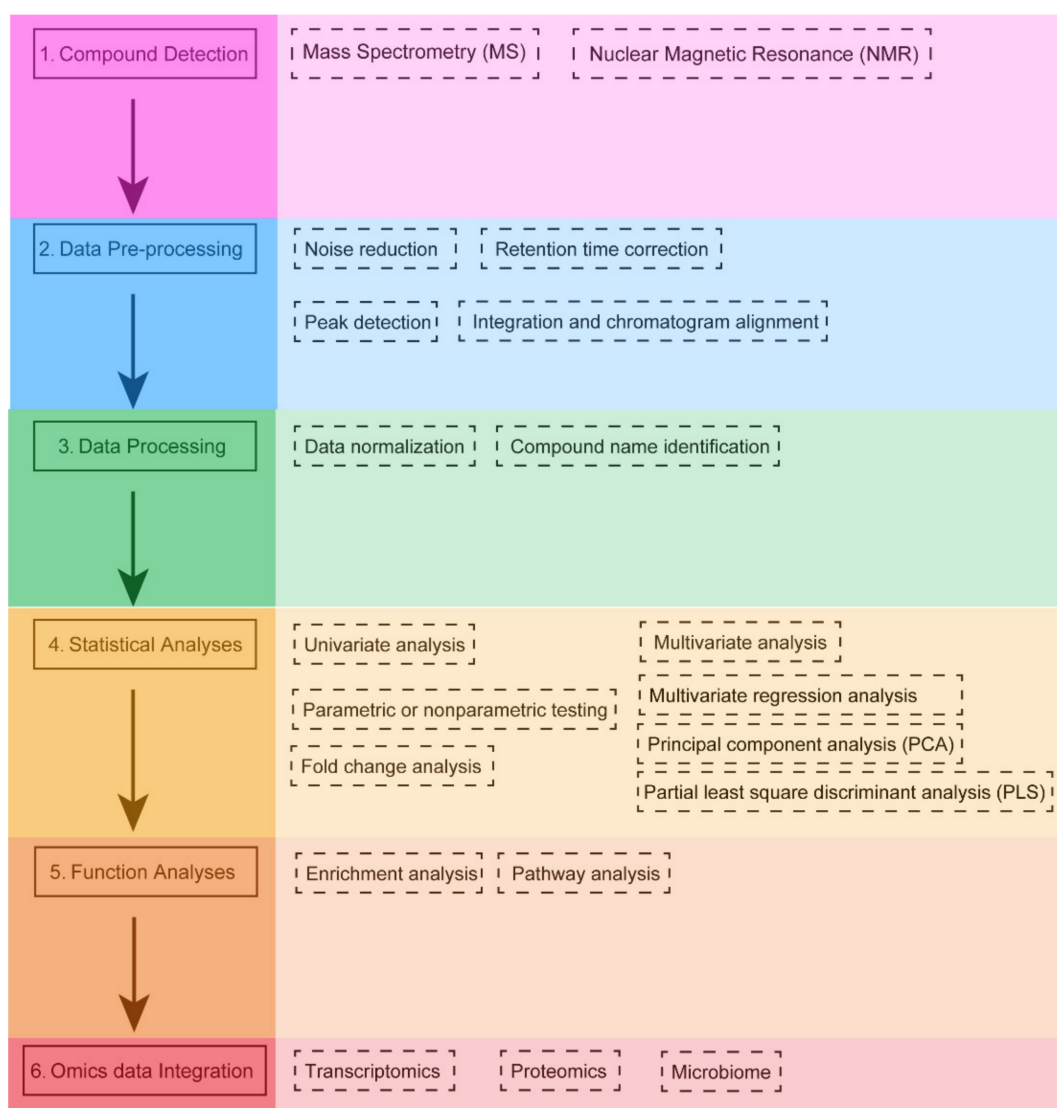 1. Compound Detection
Mass Spectrometry (MS)
Nuclear Magnetic Resonance (NMR)
2. Data Pre-processing
Noise reduction
Retention time correction
Peak detection
Integration and chromatogram alignment
3. Data Processing
Data normalization
Compound name identification
4. Statistical Analyses
Univariate analysis
Multivariate analysis
Parametric or nonparametric testing
Multivariate regression analysis
Fold change analysis
Principal component analysis (PCA)
Partial least square discriminant analysis (PLS)
5. Function Analyses
Enrichment analysis
Pathway analysis
6. Omics data Integration
Transcriptomics
Proteomics
Microbiome